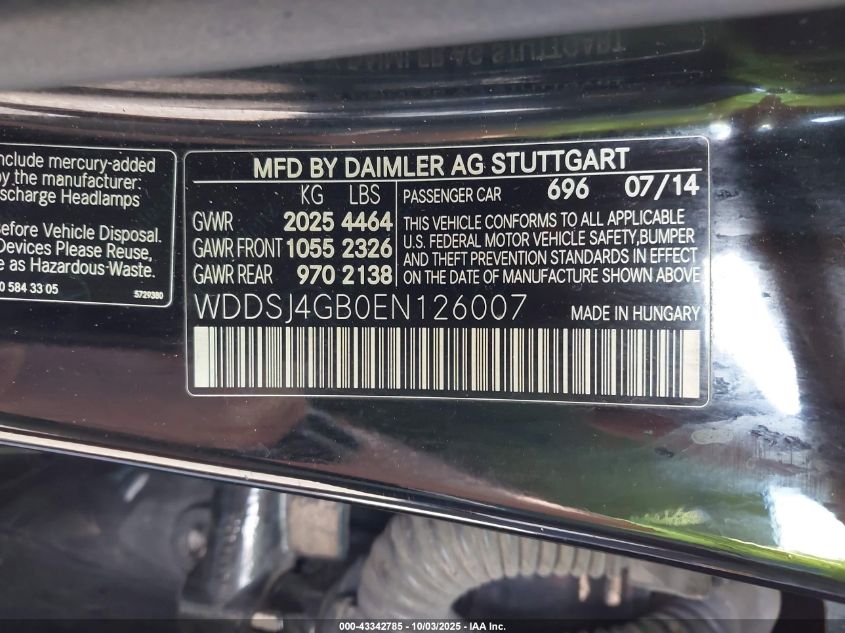 include mercury-added
by the manufacturer:
scharge Headlamps
Before Vehicle Disposal.
Devices Please Reuse,
e as Hazardous-Waste.
0 584 33 05
5729380
MFD BY DAIMLER AG STUTTGART
KG LBS
GVWR 2025 4464
GAWR FRONT 1055 2326
GAWR REAR 970 2138
PASSENGER CAR 696 07/14
THIS VEHICLE CONFORMS TO ALL APPLICABLE
U.S. FEDERAL MOTOR VEHICLE SAFETY,BUMPER
AND THEFT PREVENTION STANDARDS IN EFFECT
ON THE DATE OF MANUFACTURE SHOWN ABOVE.
WDDSJ4GB0EN126007
MADE IN HUNGARY
000-43342785 - 10/03/2025 - IAA Inc.